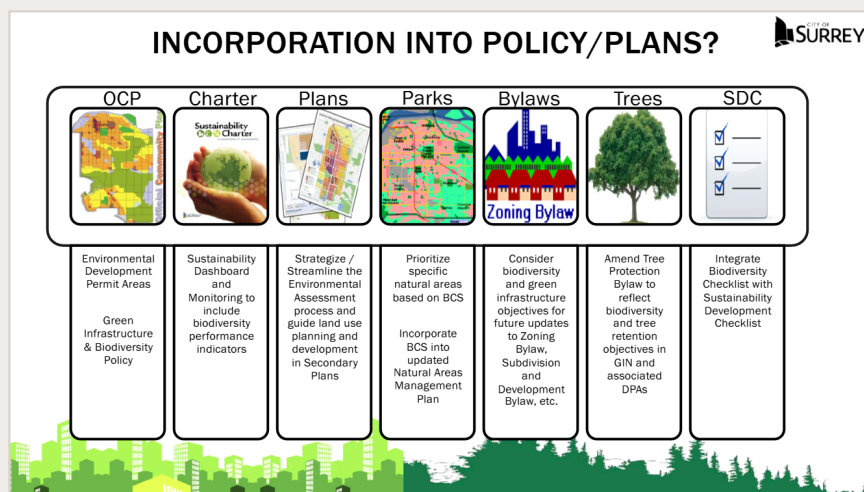 INCORPORATION INTO POLICY/PLANS?
CITY OF
SURREY
OCP
Charter
Plans
Parks
Bylaws
Trees
SDC
Sustainability
Charter
SURREY
Official Community Plan
Zoning Bylaw
Environmental
Development
Permit Areas
Green
Infrastructure
& Biodiversity
Policy
Sustainability
Dashboard
and
Monitoring to
include
biodiversity
performance
indicators
Strategize /
Streamline the
Environmental
Assessment
process and
guide land use
planning and
development
in Secondary
Plans
Prioritize
specific
natural areas
based on BCS
Incorporate
BCS into
updated
Natural Areas
Management
Plan
Consider
biodiversity
and green
infrastructure
objectives for
future updates
to Zoning
Bylaw,
Subdivision
and
Development
Bylaw, etc.
Amend Tree
Protection
Bylaw to
reflect
biodiversity
and tree
retention
objectives in
GIN and
associated
DPAs
Integrate
Biodiversity
Checklist with
Sustainability
Development
Checklist